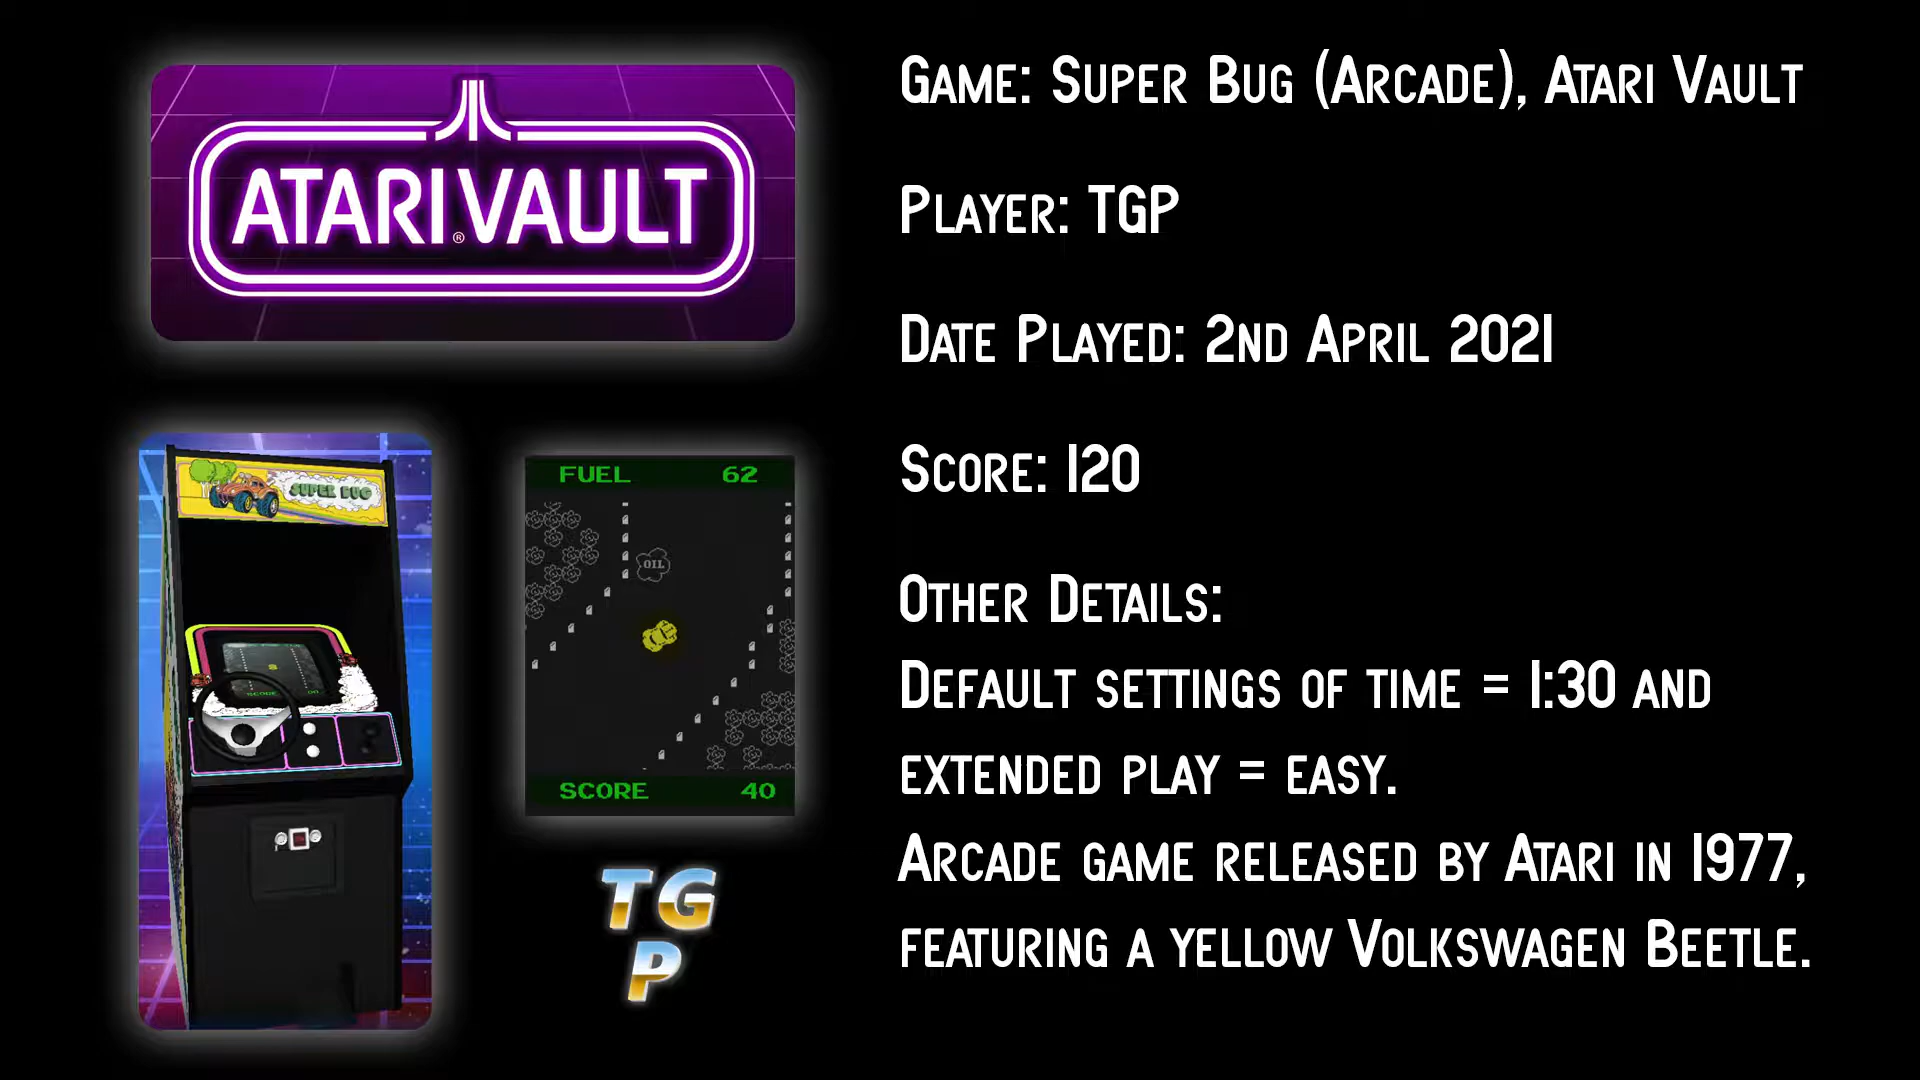 ATARI® VAULT
GAME: SUPER BUG (ARCADE), ATARI VAULT
PLAYER: TGP
DATE PLAYED: 2ND APRIL 2021
SCORE: 120
OTHER DETAILS:
DEFAULT SETTINGS OF TIME = 1:30 AND
EXTENDED PLAY = EASY.
ARCADE GAME RELEASED BY ATARI IN 1977,
FEATURING A YELLOW VOLKSWAGEN BEETLE.
SUPER BUG
SCORE
FUEL 62
OIL
SCORE 40
TG
P